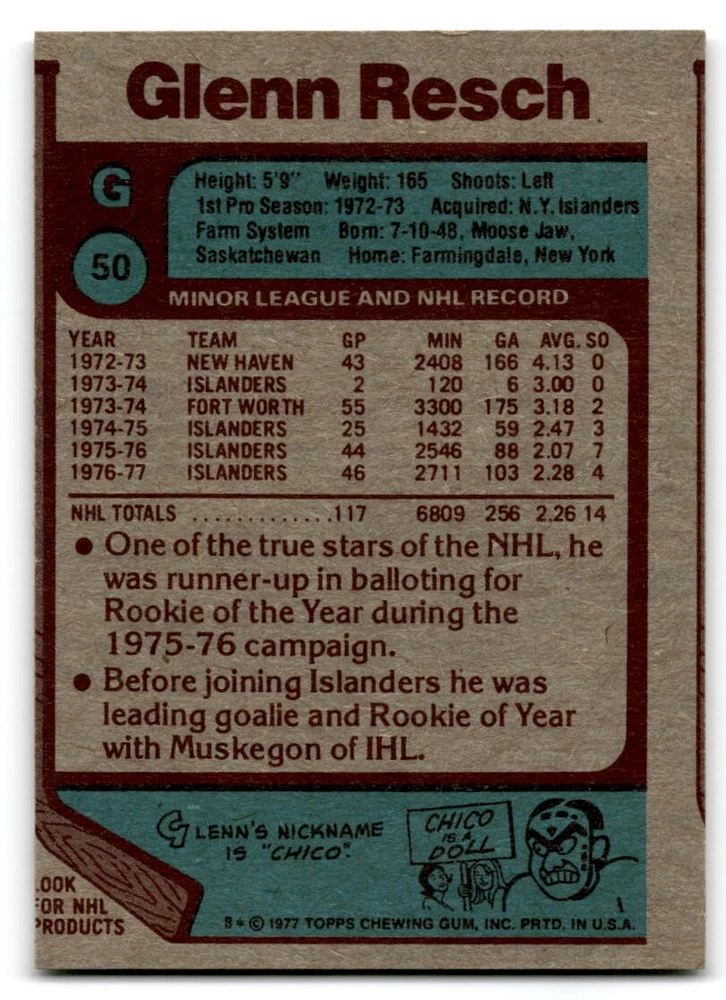 Glenn Resch
G
50
Height: 5'9" Weight: 165 Shoots: Left
1st Pro Season: 1972-73 Acquired: N.Y. Islanders
Farm System Born: 7-10-48, Moose Jaw,
Saskatchewan Home: Farmingdale, New York
MINOR LEAGUE AND NHL RECORD
YEAR TEAM GP MIN GA AVG. SO
1972-73 NEW HAVEN 43 2408 166 4.13 0
1973-74 ISLANDERS 2 120 6 3.00 0
1973-74 FORT WORTH 55 3300 175 3.18 2
1974-75 ISLANDERS 25 1432 59 2.47 3
1975-76 ISLANDERS 44 2546 88 2.07 7
1976-77 ISLANDERS 46 2711 103 2.28 4
NHL TOTALS .............117 6809 256 2.26 14
● One of the true stars of the NHL, he
was runner-up in balloting for
Rookie of the Year during the
1975-76 campaign.
● Before joining Islanders he was
leading goalie and Rookie of Year
with Muskegon of IHL.
GLENN'S NICKNAME
IS "CHICO".
CHICO
IS A
DOLL
OOK
FOR NHL
PRODUCTS
B * © 1977 TOPPS CHEWING GUM, INC. PRTD. IN U.S.A.